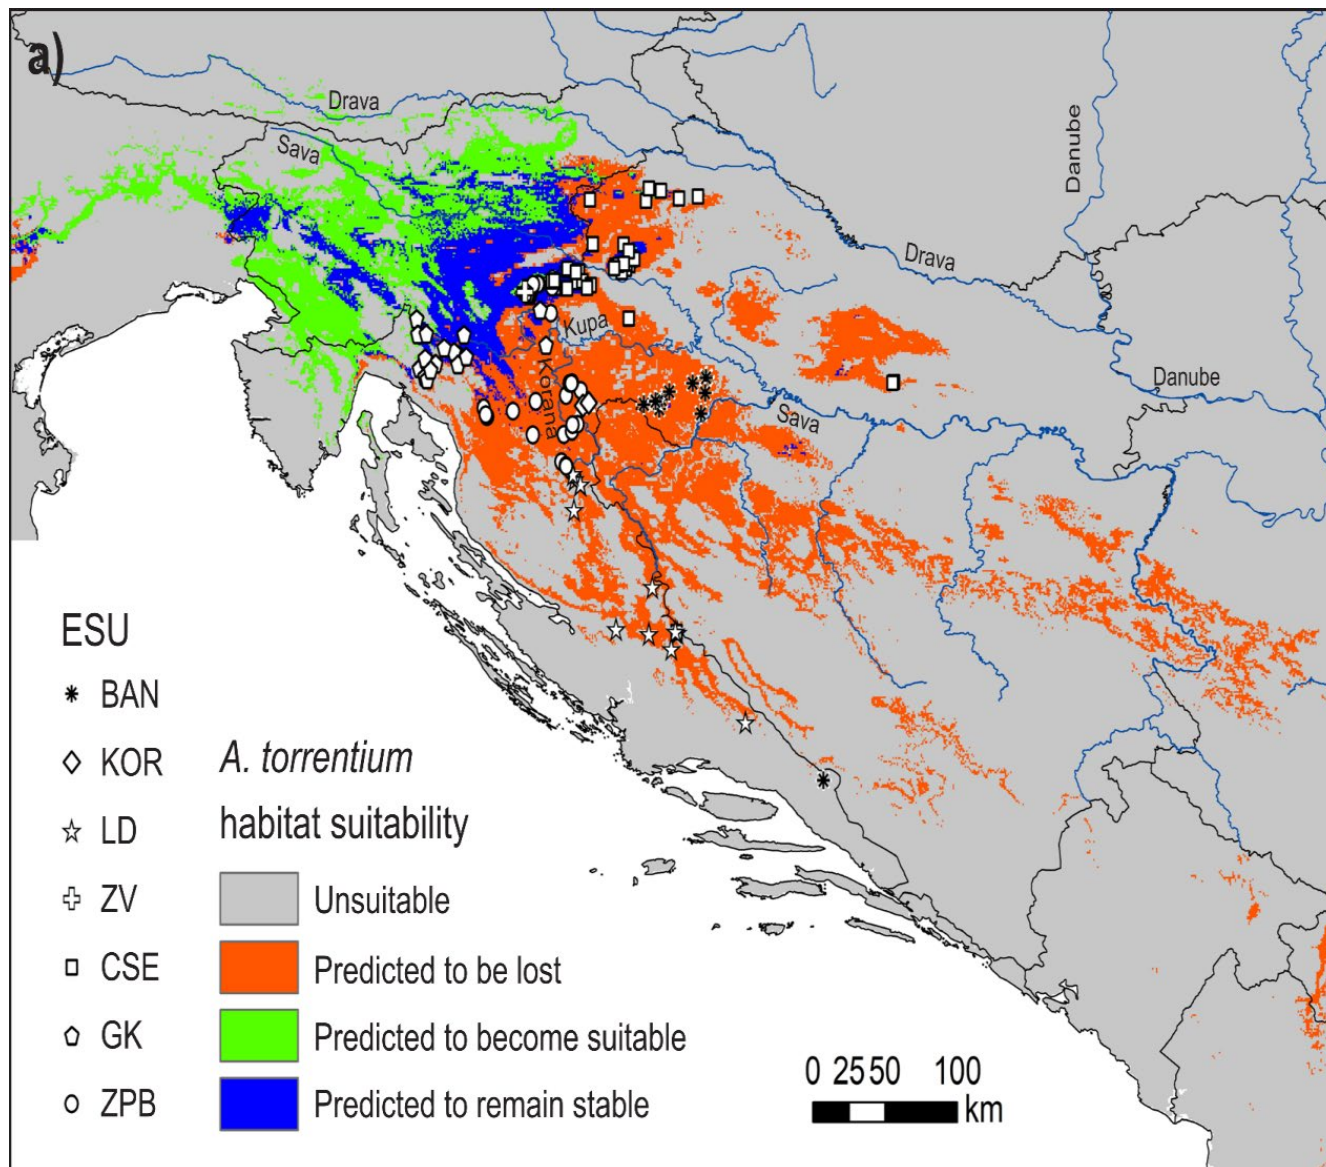 a)
Drava
Sava
Danube
Drava
Kupa
Korana
Danube
Sava
ESU
BAN
KOR
LD
ZV
CSE
GK
ZPB
A. torrentium
habitat suitability
Unsuitable
Predicted to be lost
Predicted to become suitable
Predicted to remain stable
0 25 50 100
km